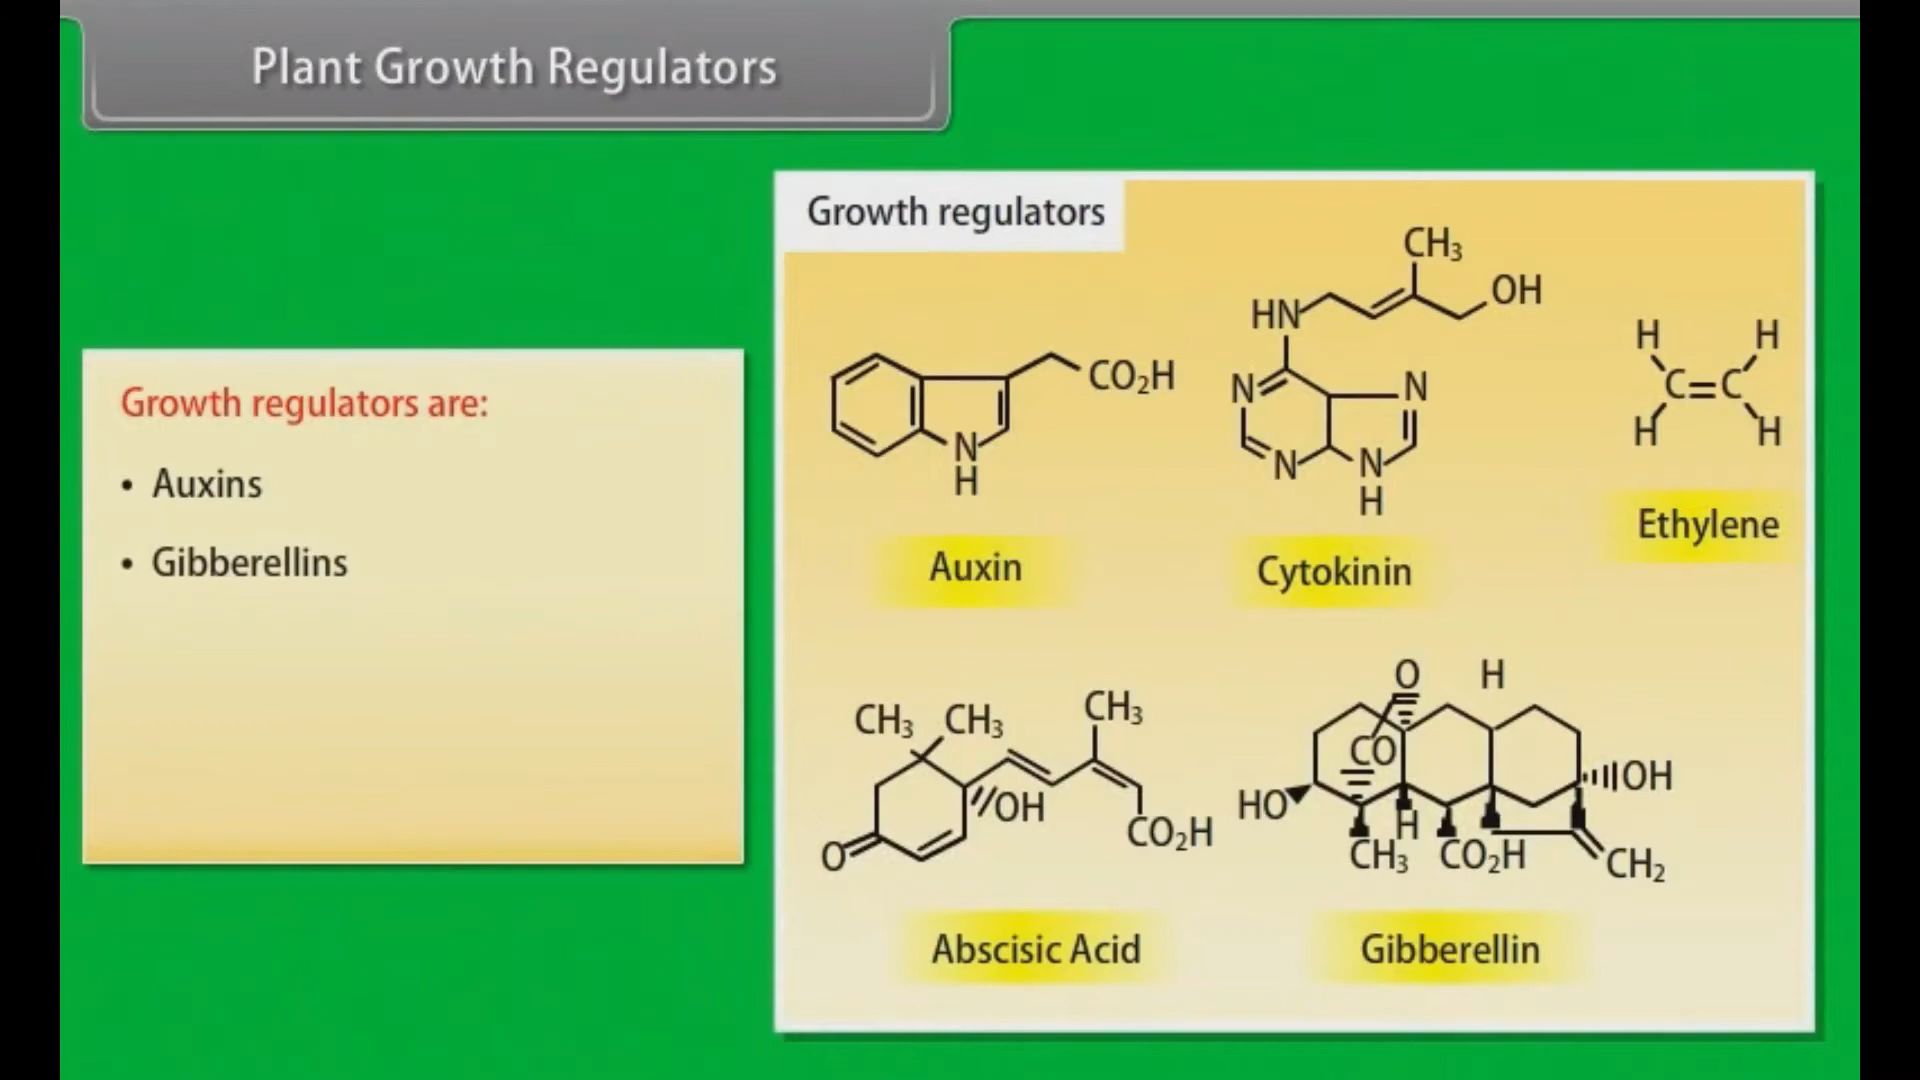 Plant Growth Regulators
Growth regulators are:
• Auxins
• Gibberellins
Growth regulators
CO₂H
N
H
Auxin
CH₃
OH
HN
N
N
N
N
H
Cytokinin
H H
C=C
H H
Ethylene
CH₃ CH₃
CH₃
OH
O
CO₂H
Abscisic Acid
O
H
CO
HO
OH
H
CH₃
CO₂H
CH₂
Gibberellin